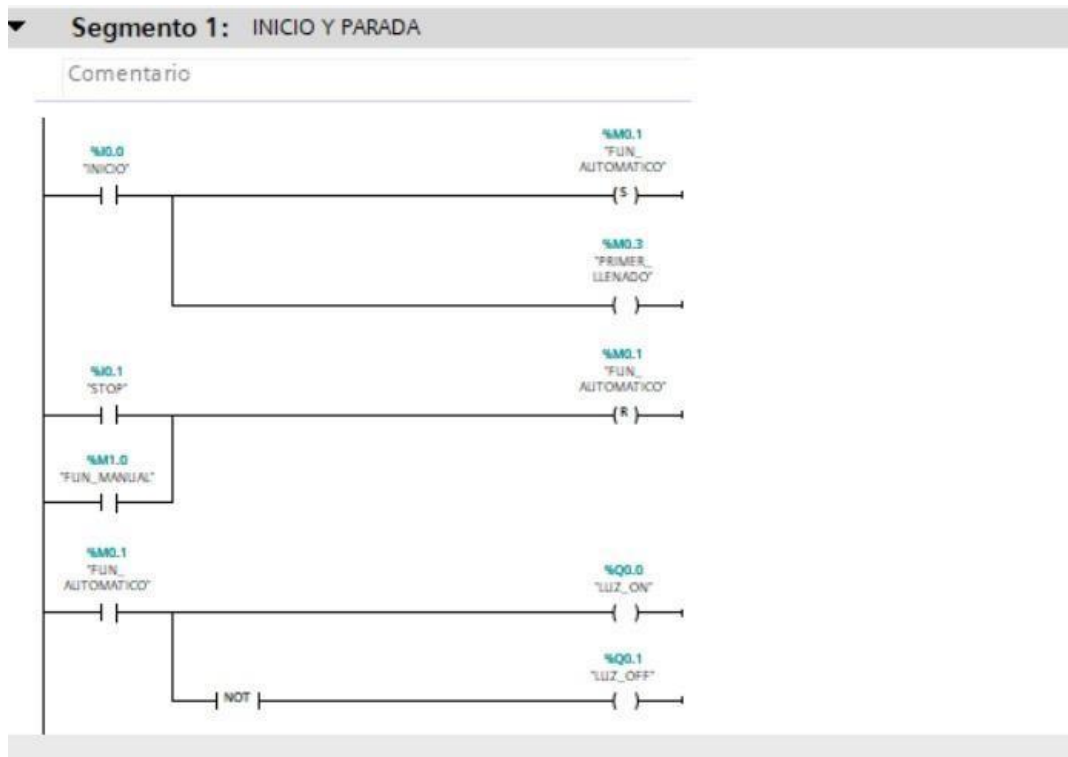 Segmento 1: INICIO Y PARADA
Comentario
%I0.0
"INICIO"
%M0.1
"FUN_
AUTOMATICO"
S
%M0.3
"PRIMER_
LLENADO"
%I0.1
"STOP"
%M0.1
"FUN_
AUTOMATICO"
R
%M1.0
"FUN_MANUAL"
%M0.1
"FUN_
AUTOMATICO"
%Q0.0
"LUZ_ON"
%Q0.1
"LUZ_OFF"
NOT